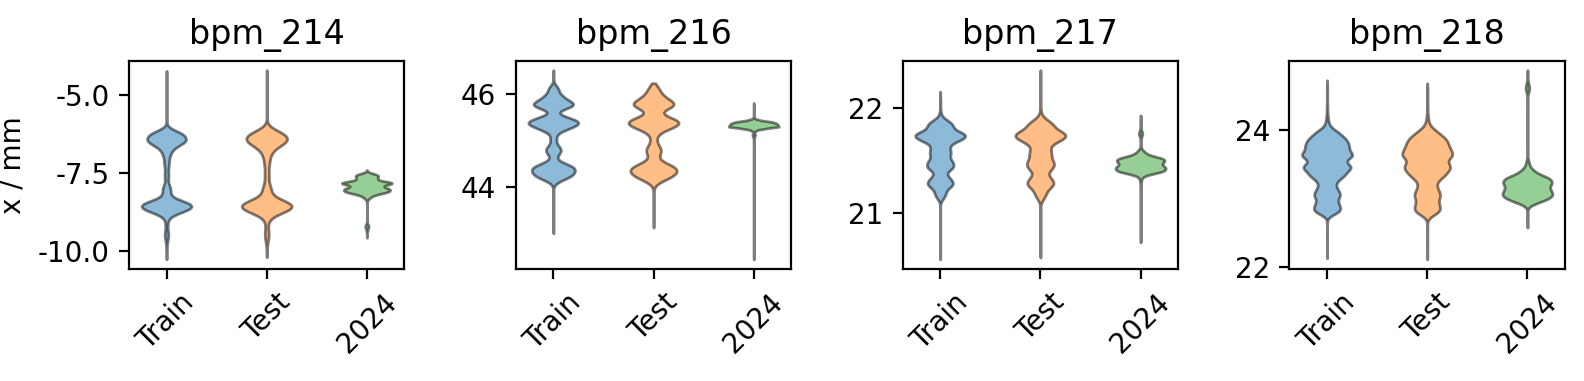 bpm_214
bpm_216
bpm_217
bpm_218
x / mm
-5.0
-7.5
-10.0
46
44
22
21
24
22
Train
Test
2024
Train
Test
2024
Train
Test
2024
Train
Test
2024